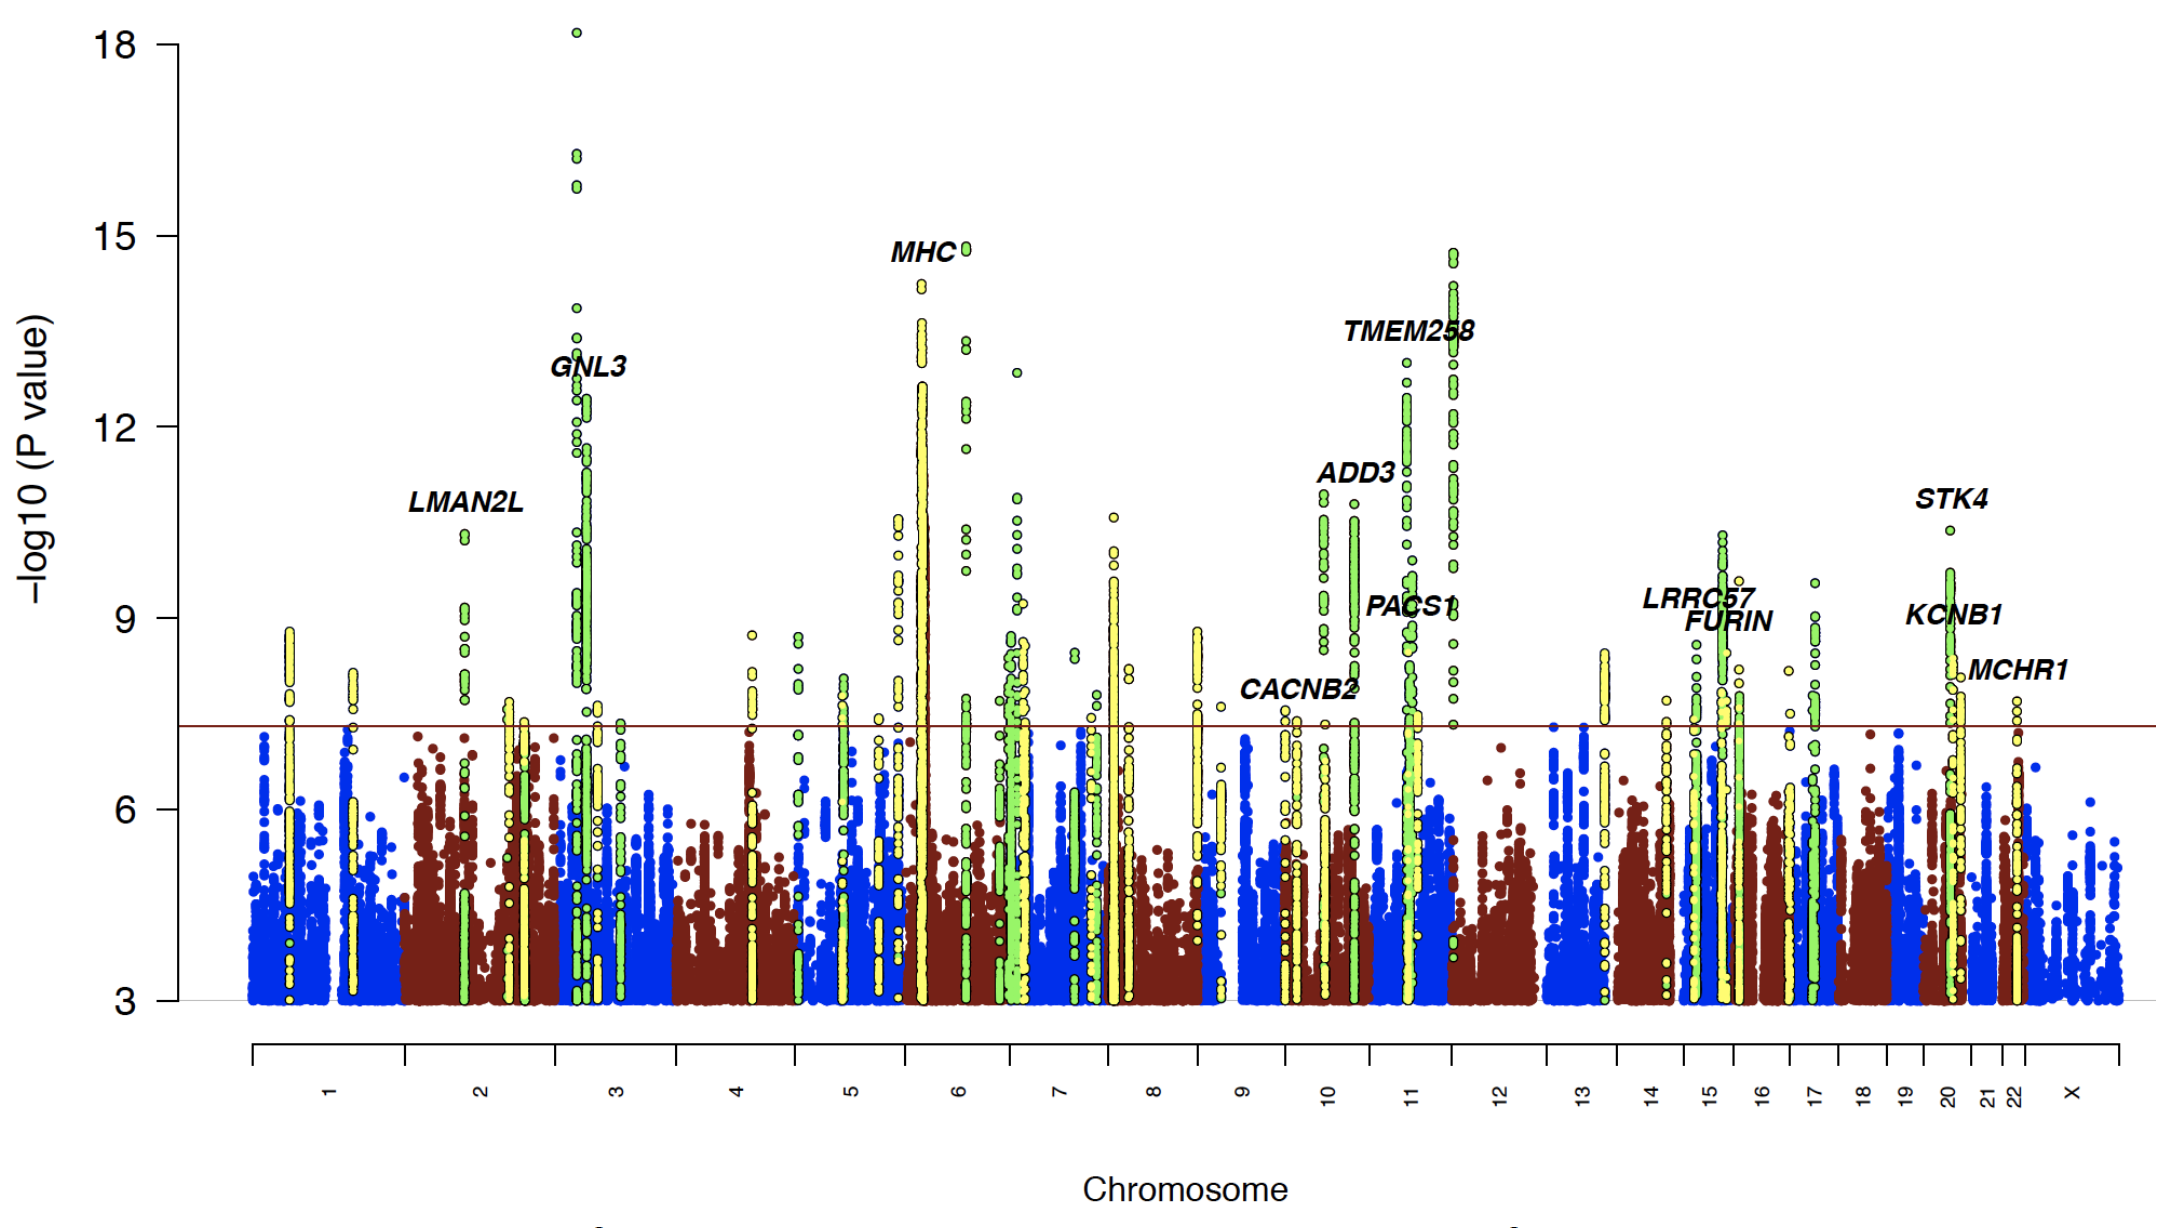 18
15
12
9
6
3
–log10 (P value)
MHC
TMEM258
GNL3
ADD3
LMAN2L
STK4
PACS1
LRRC57
FURIN
KCNB1
MCHR1
CACNB2
1 2 3 4 5 6 7 8 9 10 11 12 13 14 15 16 17 18 19 20 21 22 X
Chromosome